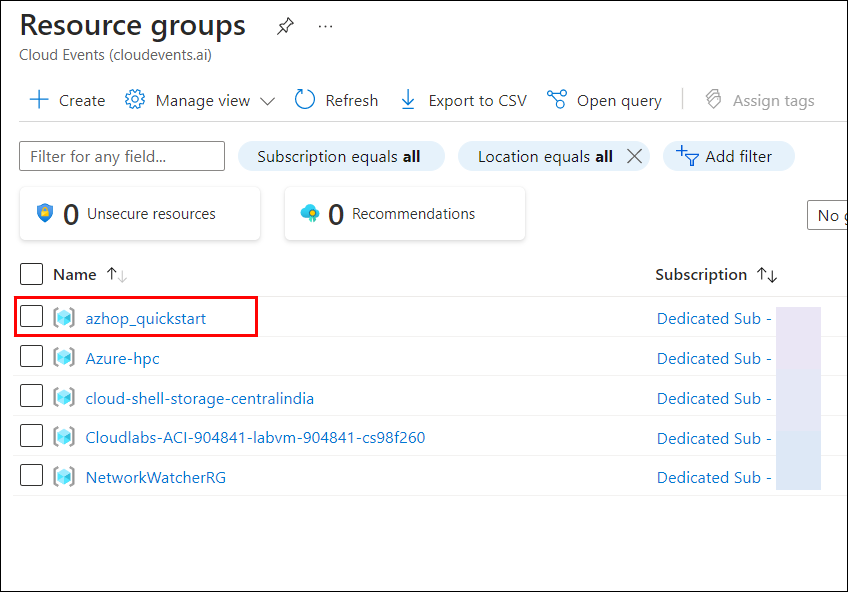 Resource groups ...
Cloud Events (cloudevents.ai)
Create Manage view Refresh Export to CSV Open query Assign tags
Filter for any field... Subscription equals all Location equals all Add filter
0 Unsecure resources 0 Recommendations No
Name Subscription
azhop_quickstart Dedicated Sub -
Azure-hpc Dedicated Sub -
cloud-shell-storage-centralindia Dedicated Sub -
Cloudlabs-ACI-904841-labvm-904841-cs98f260 Dedicated Sub -
NetworkWatcherRG Dedicated Sub -